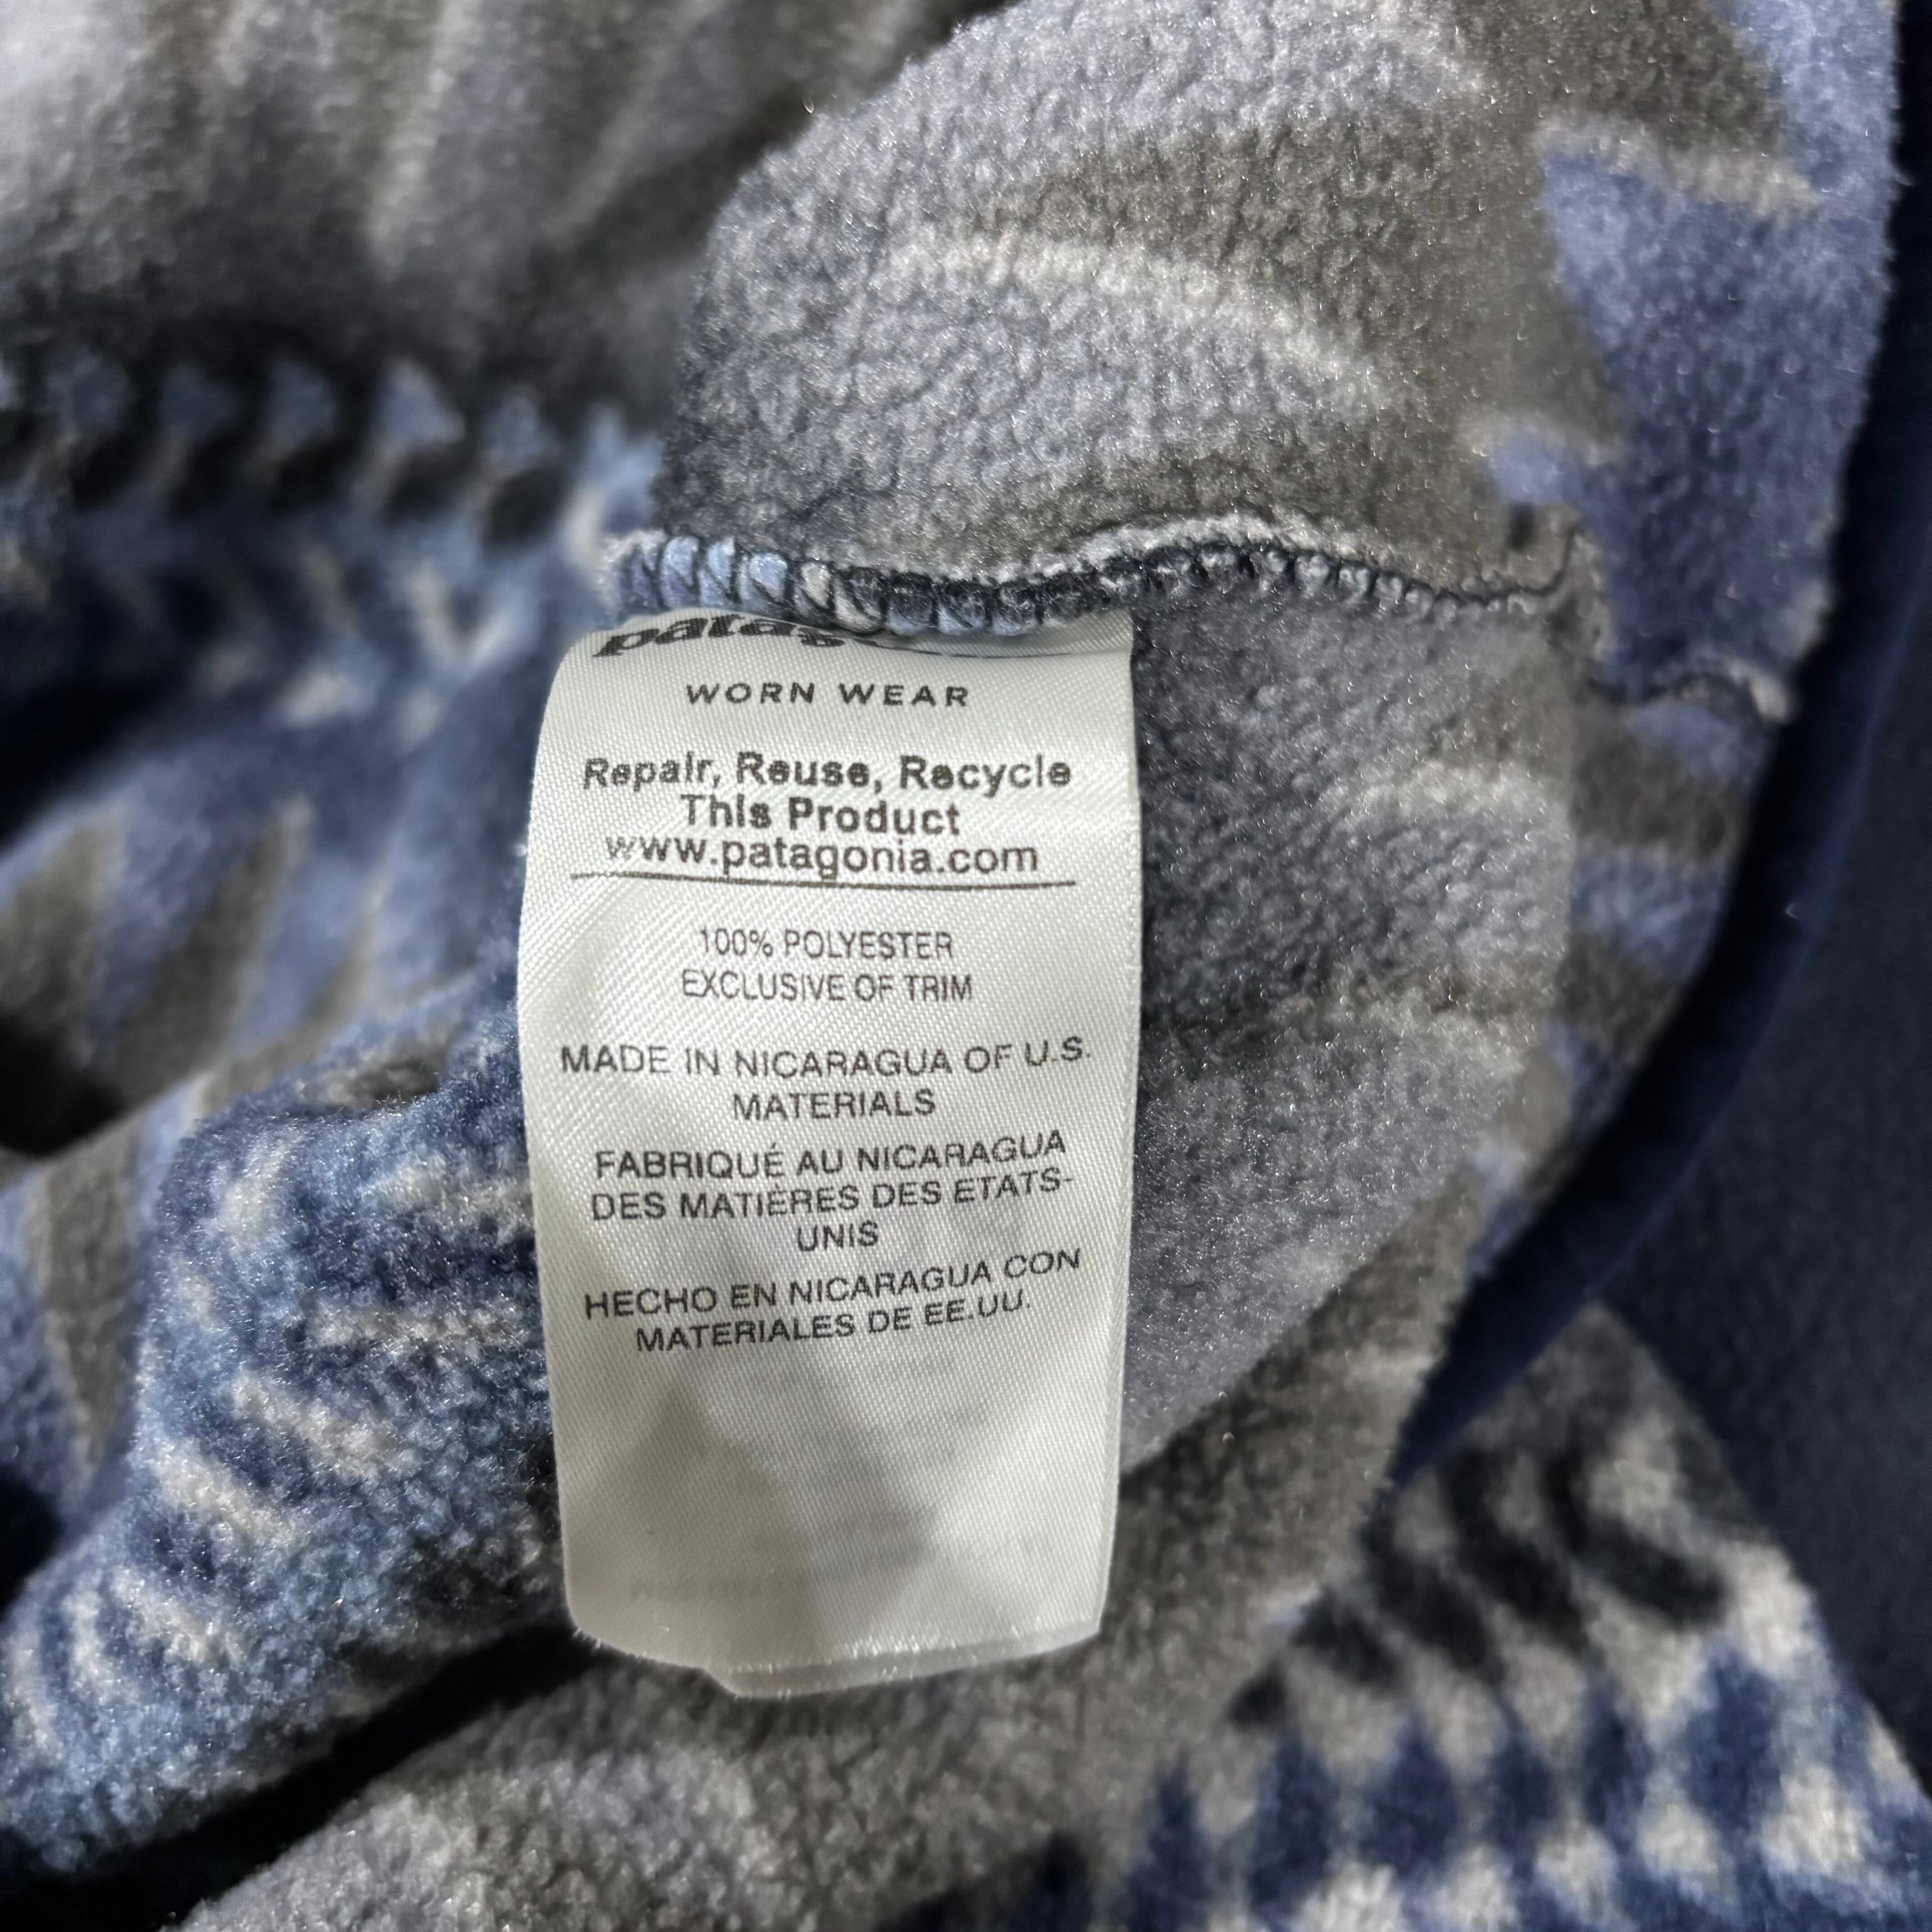 WORN WEAR
Repair, Reuse, Recycle
This Product
www.patagonia.com
100% POLYESTER
EXCLUSIVE OF TRIM
MADE IN NICARAGUA OF U.S.
MATERIALS
FABRIQUÉ AU NICARAGUA
DES MATIÈRES DES ETATS-
UNIS
HECHO EN NICARAGUA CON
MATERIALES DE EE.UU.